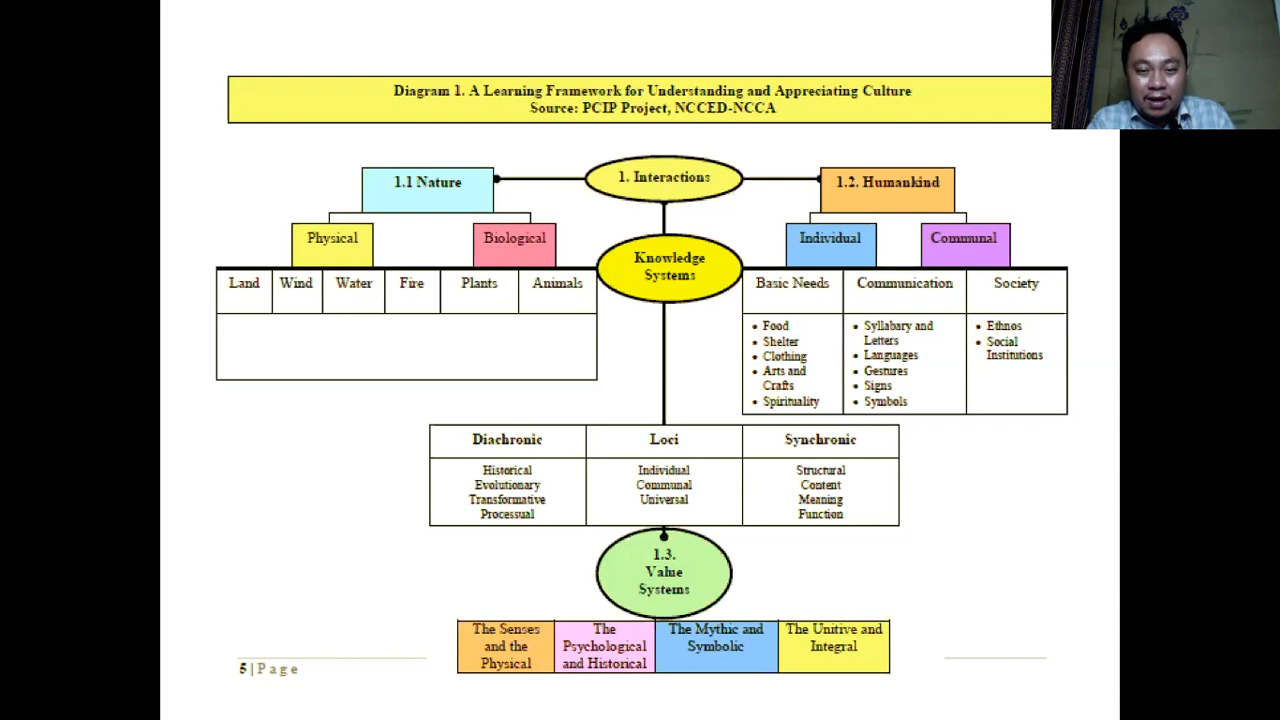 Diagram 1. A Learning Framework for Understanding and Appreciating Culture
Source: PCIP Project, NCCED-NCCA
1. Interactions
1.1 Nature
1.2. Humankind
Physical
Biological
Individual
Communal
Knowledge
Systems
Land
Wind
Water
Fire
Plants
Animals
Basic Needs
• Food
• Shelter
• Clothing
• Arts and
Crafts
• Spirituality
Communication
• Syllabary and
Letters
• Languages
• Gestures
• Signs
• Symbols
Society
• Ethnos
• Social
Institutions
Diachronic
Historical
Evolutionary
Transformative
Processual
Loci
Individual
Communal
Universal
Synchronic
Structural
Content
Meaning
Function
1.3.
Value
Systems
The Senses
and the
Physical
The
Psychological
and Historical
The Mythic and
Symbolic
The Unitive and
Integral
5 | P a g e